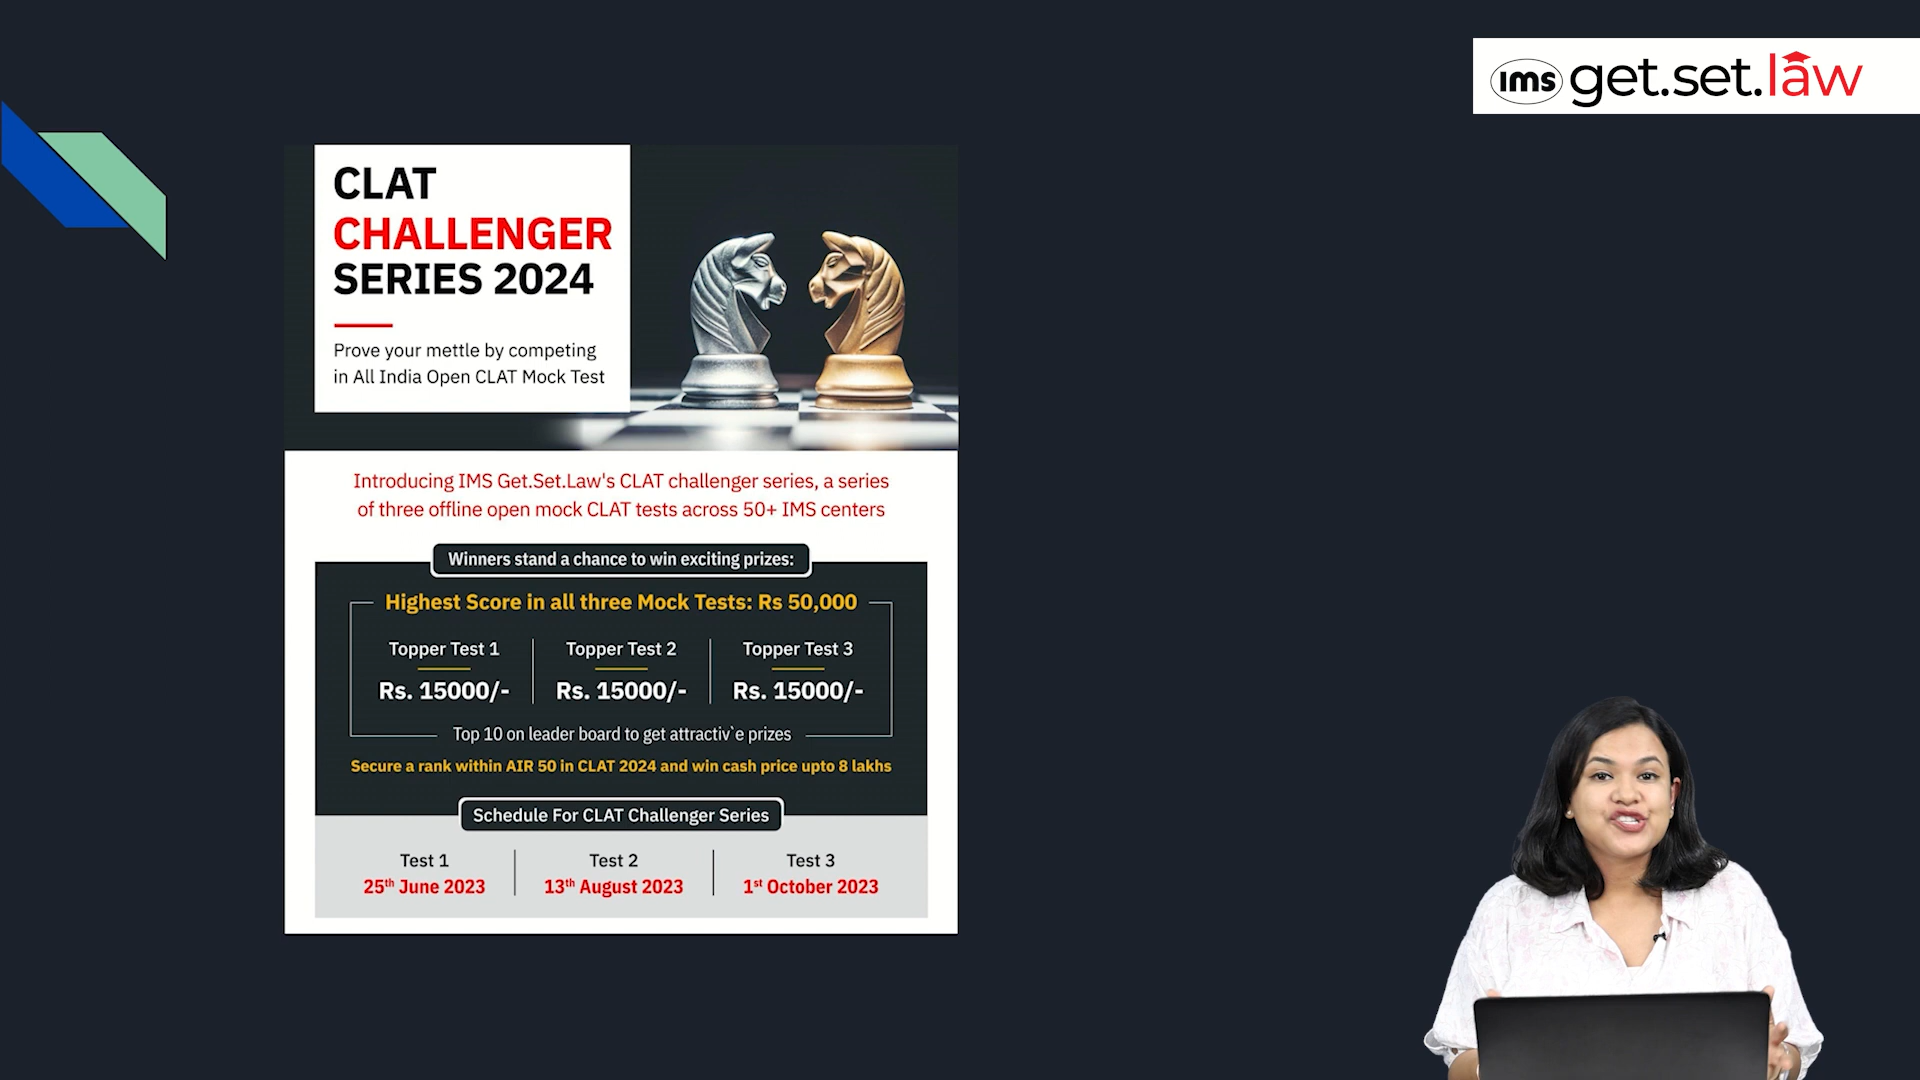 ims get.set.law
CLAT
CHALLENGER
SERIES 2024
Prove your mettle by competing
in All India Open CLAT Mock Test
Introducing IMS Get.Set.Law's CLAT challenger series, a series
of three offline open mock CLAT tests across 50+ IMS centers
Winners stand a chance to win exciting prizes:
Highest Score in all three Mock Tests: Rs 50,000
Topper Test 1 Topper Test 2 Topper Test 3
Rs. 15000/- Rs. 15000/- Rs. 15000/-
Top 10 on leader board to get attractiv`e prizes
Secure a rank within AIR 50 in CLAT 2024 and win cash price upto 8 lakhs
Schedule For CLAT Challenger Series
Test 1 Test 2 Test 3
25th June 2023 13th August 2023 1st October 2023